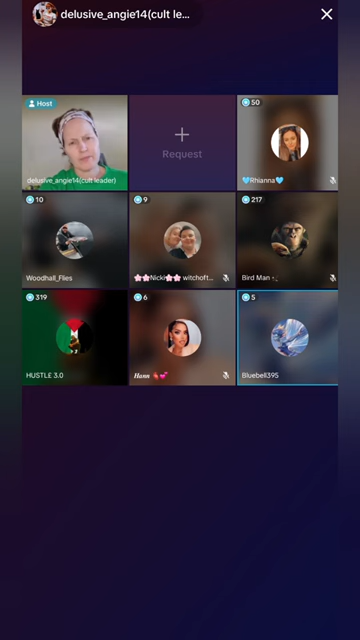 delusive_angie14(cult le...
Host
50
Request
delusive_angie14(cult leader)
🩵Rhianna🩵
10
9
217
Woodhall_Flies
🌸🌸Nicki🌸🌸 witchoft...
Bird Man
319
6
5
HUSTLE 3.0
Hann
Bluebell395